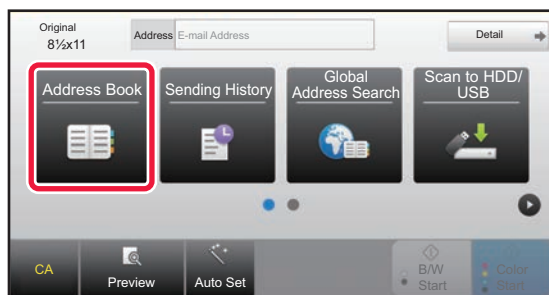 Original
8½x11
Address E-mail Address
Detail
Address Book
Sending History
Global
Address Search
Scan to HDD/
USB
CA
Preview
Auto Set
B/W
Start
Color
Start